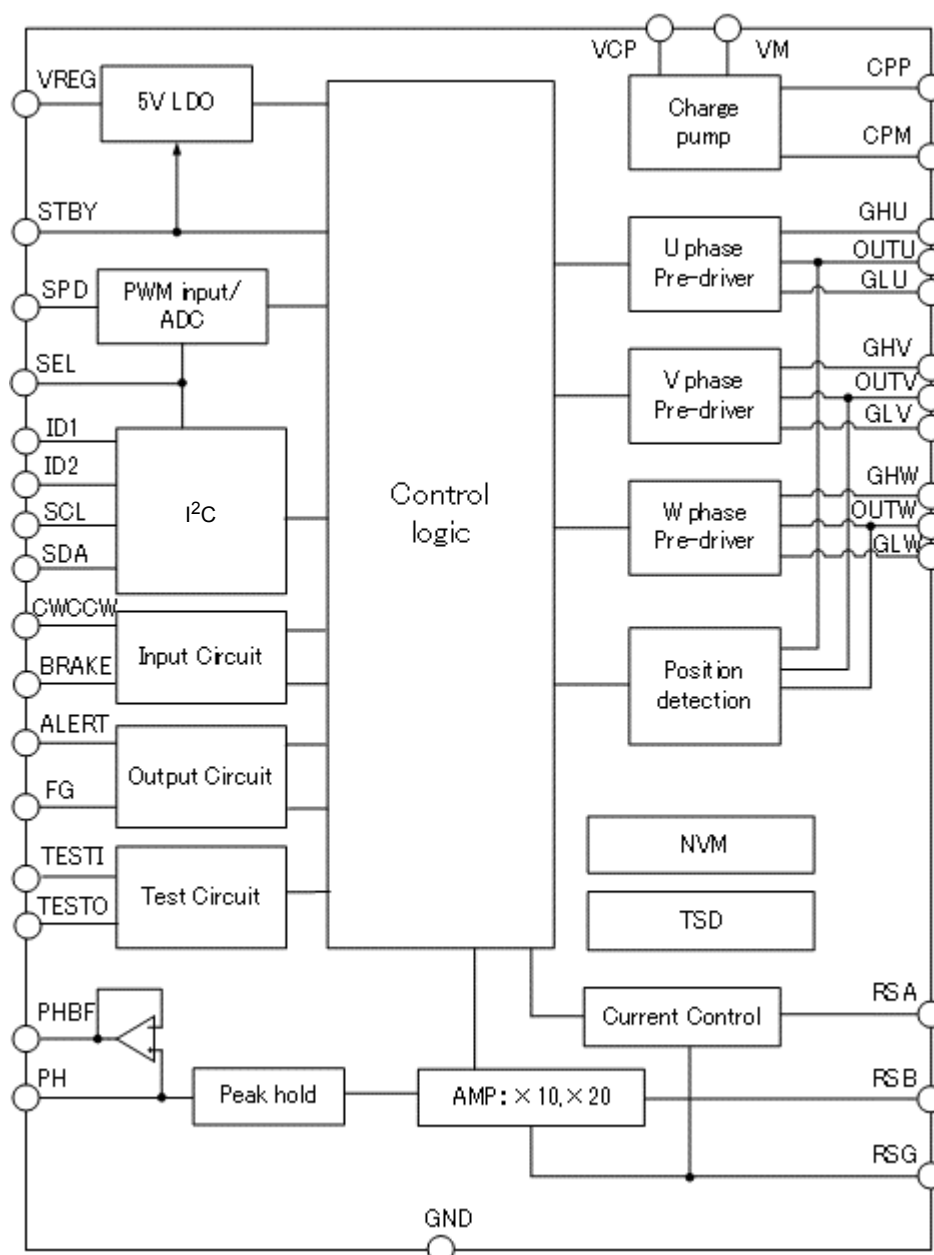 VCP
VM
VREG
5V LDO
CPP
Charge
pump
CPM
STBY
GHU
U phase
Pre-driver
OUTU
GLU
SPD
PWM input/
ADC
SEL
GHV
V phase
Pre-driver
OUTV
GLV
ID1
ID2
SCL
SDA
I²C
Control
logic
GHW
W phase
Pre-driver
OUTW
GLW
CWCCW
BRAKE
Input Circuit
Position
detection
ALERT
FG
Output Circuit
NVM
TESTI
TESTO
Test Circuit
TSD
PHBF
PH
Peak hold
Current Control
RSA
AMP: ×10,×20
RSB
RSG
GND